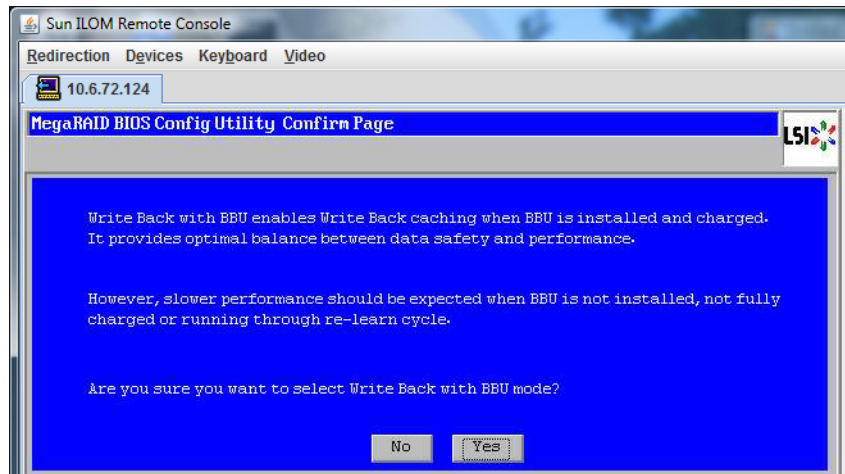 Sun ILOM Remote Console
Redirection Devices Keyboard Video
10.6.72.124
MegaRAID BIOS Config Utility Confirm Page
LSI
Write Back with BBU enables Write Back caching when BBU is installed and charged.
It provides optimal balance between data safety and performance.
However, slower performance should be expected when BBU is not installed, not fully
charged or running through re-learn cycle.
Are you sure you want to select Write Back with BBU mode?
No Yes